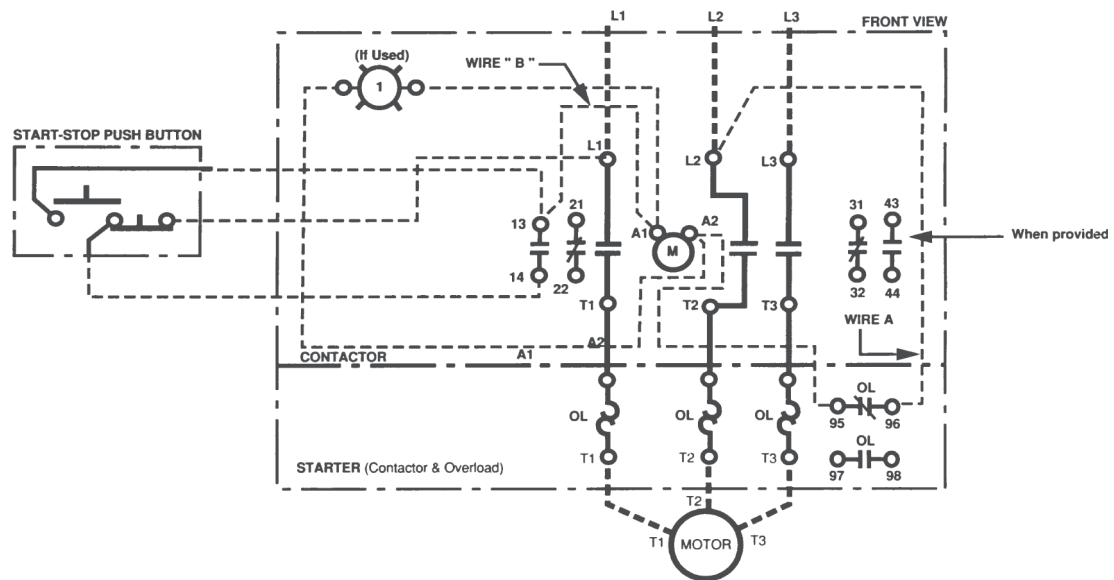 L1 L2 L3
FRONT VIEW
(If Used)
1
WIRE " B "
START-STOP PUSH BUTTON
L1 L2 L3
13 21 A1 A2 31 43
M
When provided
14 22 32 44
T1 T2 T3
WIRE A
A2
CONTACTOR A1
OL OL OL OL
95 96
OL
T1 T2 T3
97 98
STARTER (Contactor & Overload)
T2
T1 MOTOR T3